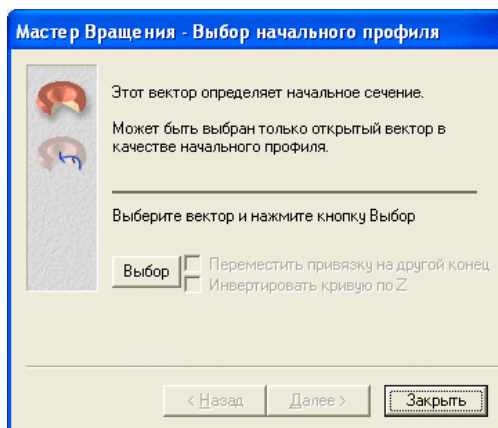 Мастер Вращения - Выбор начального профиля
Этот вектор определяет начальное сечение.
Может быть выбран только открытый вектор в
качестве начального профиля.
Выберите вектор и нажмите кнопку Выбор
Выбор
Переместить привязку на другой конец
Инвертировать кривую по Z
< Назад
Далее >
Закрыть